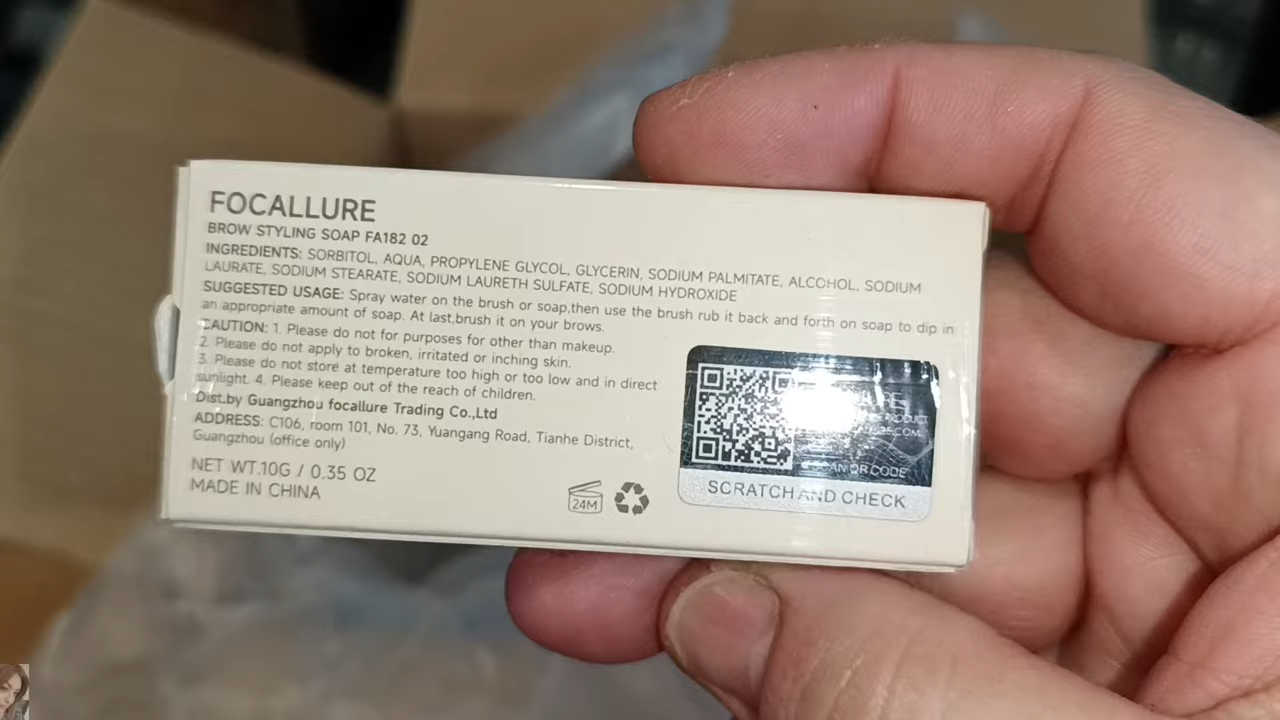 FOCALLURE
BROW STYLING SOAP FA182 02
INGREDIENTS: SORBITOL, AQUA, PROPYLENE GLYCOL, GLYCERIN, SODIUM PALMITATE, ALCOHOL, SODIUM
LAURATE, SODIUM STEARATE, SODIUM LAURETH SULFATE, SODIUM HYDROXIDE
SUGGESTED USAGE: Spray water on the brush or soap,then use the brush rub it back and forth on soap to dip in
an appropriate amount of soap. At last,brush it on your brows.
CAUTION: 1. Please do not for purposes for other than makeup.
2. Please do not apply to broken, irritated or inching skin.
3. Please do not store at temperature too high or too low and in direct
sunlight. 4. Please keep out of the reach of children.
Dist.by Guangzhou focallure Trading Co.,Ltd
ADDRESS: C106, room 101, No. 73, Yuangang Road, Tianhe District,
Guangzhou (office only)
NET WT.10G / 0.35 OZ
MADE IN CHINA
24M
SCAN QR CODE
SCRATCH AND CHECK